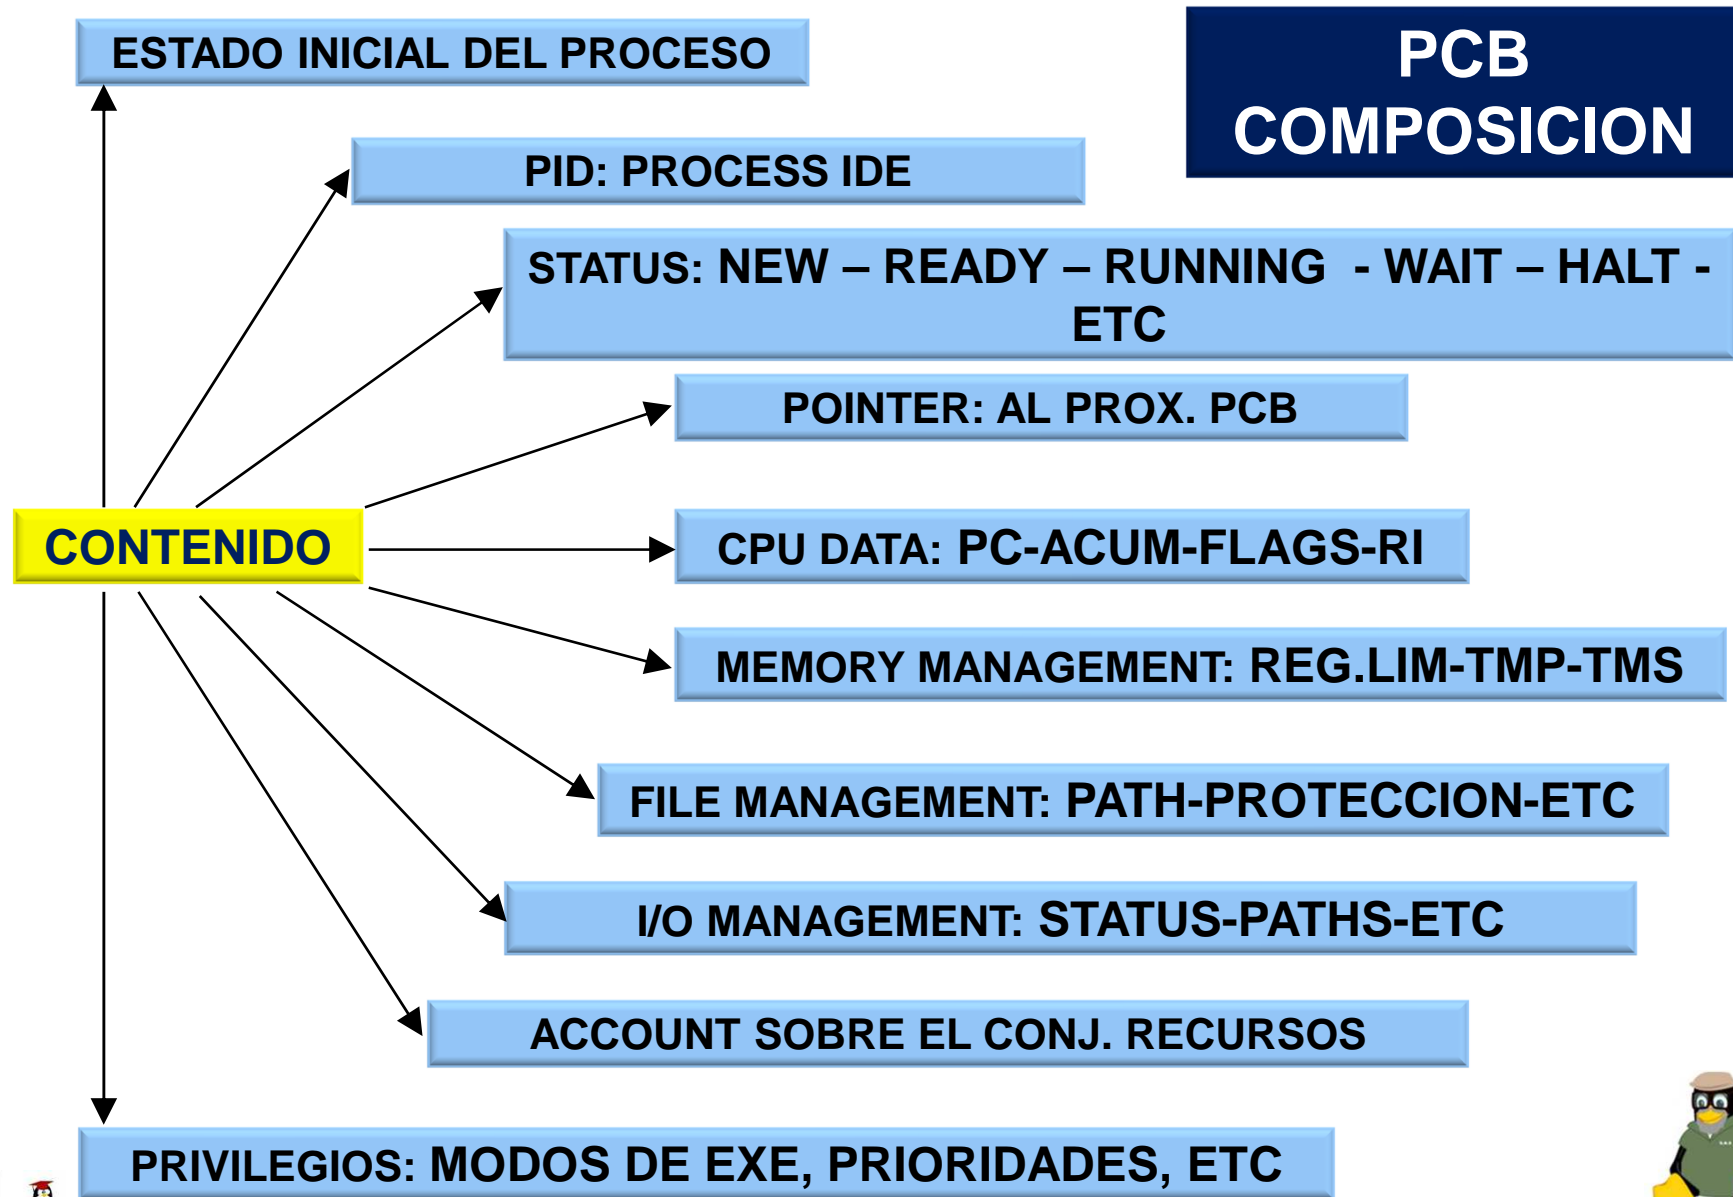 ESTADO INICIAL DEL PROCESO
PCB
COMPOSICION
PID: PROCESS IDE
STATUS: NEW – READY – RUNNING - WAIT – HALT -
ETC
POINTER: AL PROX. PCB
CONTENIDO
CPU DATA: PC-ACUM-FLAGS-RI
MEMORY MANAGEMENT: REG.LIM-TMP-TMS
FILE MANAGEMENT: PATH-PROTECCION-ETC
I/O MANAGEMENT: STATUS-PATHS-ETC
ACCOUNT SOBRE EL CONJ. RECURSOS
PRIVILEGIOS: MODOS DE EXE, PRIORIDADES, ETC